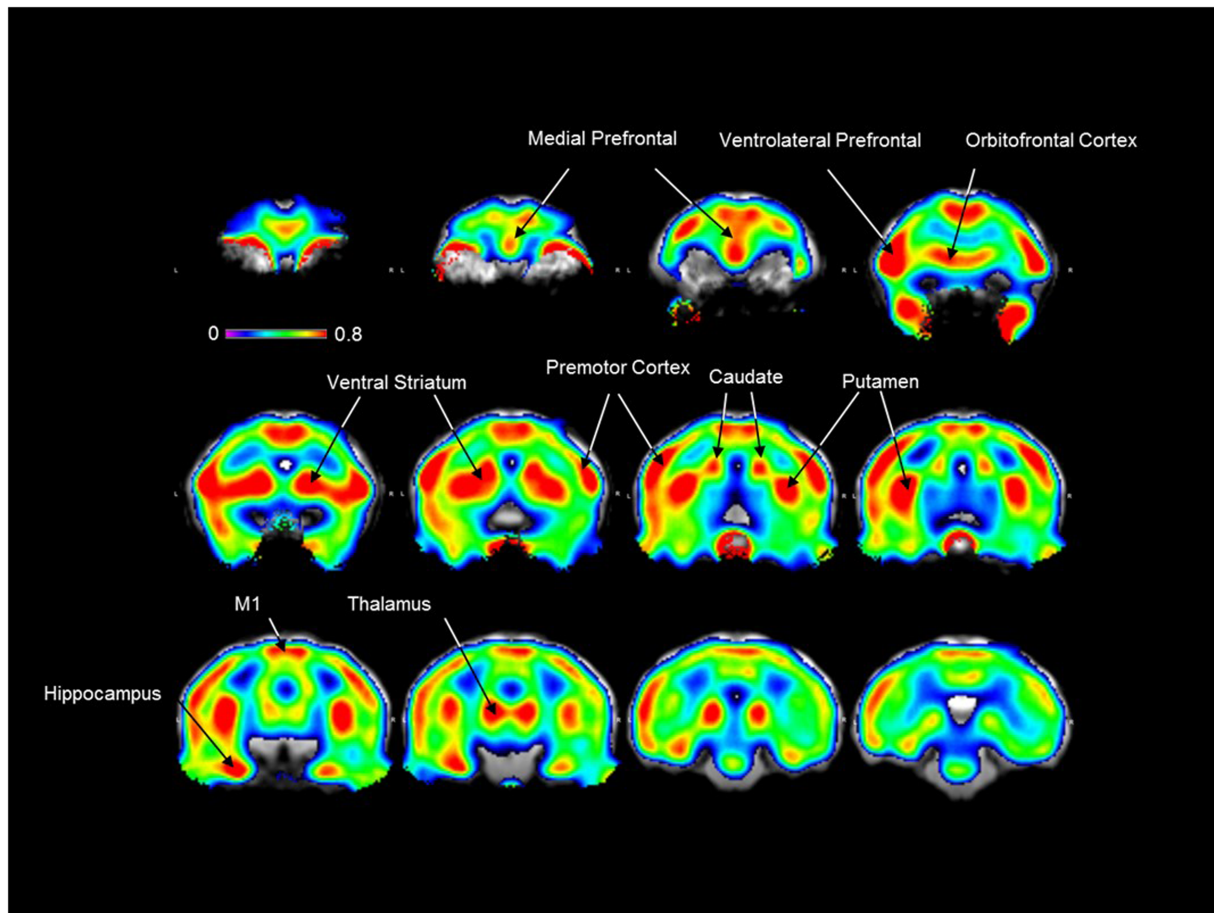 Medial Prefrontal
Ventrolateral Prefrontal
Orbitofrontal Cortex
L R L R L R L R
0 0.8
Ventral Striatum
Premotor Cortex
Caudate
Putamen
L R L R L R L R
M1
Thalamus
Hippocampus
L R L R L R L R